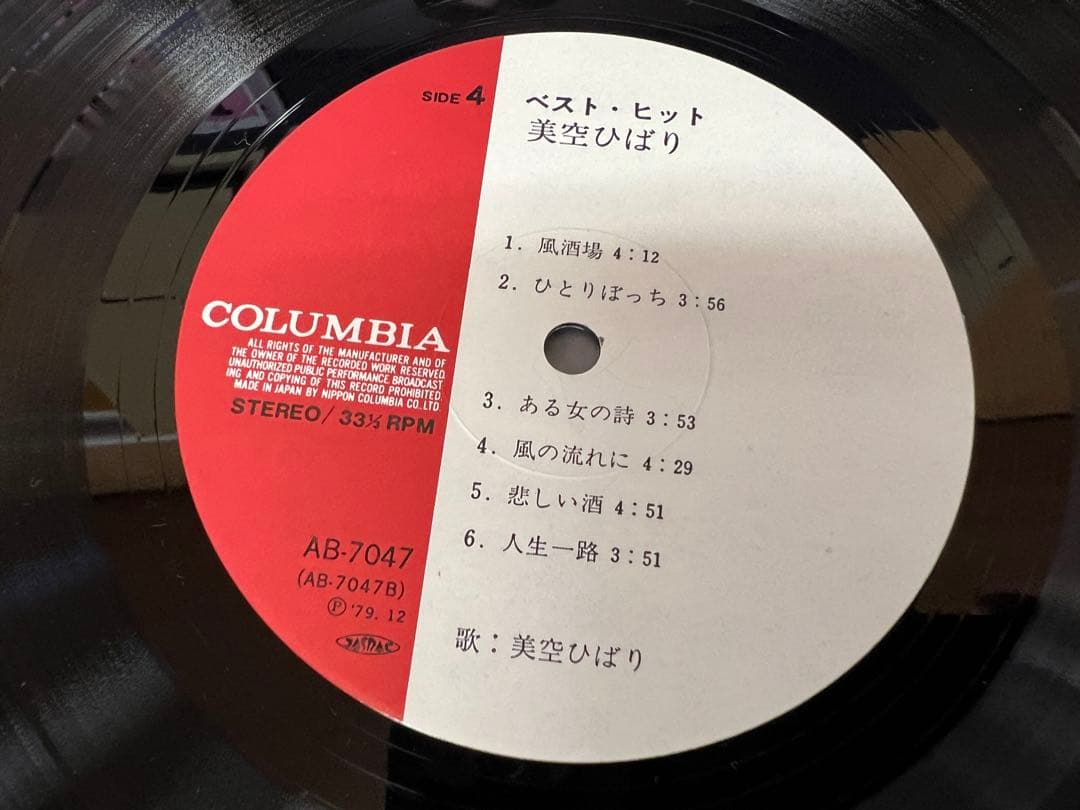 SIDE 4
ベスト・ヒット
美空ひばり
1. 風酒場 4:12
2. ひとりぼっち 3:56
COLUMBIA
ALL RIGHTS OF THE MANUFACTURER AND OF
THE OWNER OF THE RECORDED WORK RESERVED.
UNAUTHORIZED PUBLIC PERFORMANCE BROADCAST
ING AND COPYING OF THIS RECORD PROHIBITED.
MADE IN JAPAN BY NIPPON COLUMBIA CO. LTD.
STEREO/ 33⅓ RPM
3. ある女の詩 3:53
4. 風の流れに 4:29
5. 悲しい酒 4:51
6. 人生一路 3:51
AB-7047
(AB-7047B)
Ⓟ '79. 12
JASRAC
歌:美空ひばり